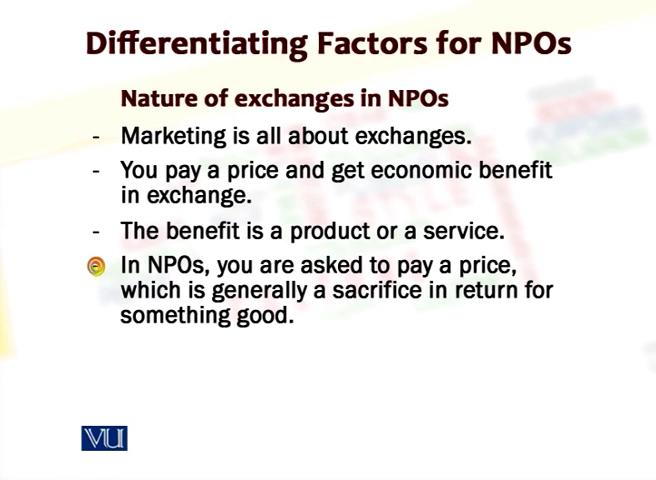 Differentiating Factors for NPOs
Nature of exchanges in NPOs
- Marketing is all about exchanges.
- You pay a price and get economic benefit
in exchange.
- The benefit is a product or a service.
In NPOs, you are asked to pay a price,
which is generally a sacrifice in return for
something good.
VU